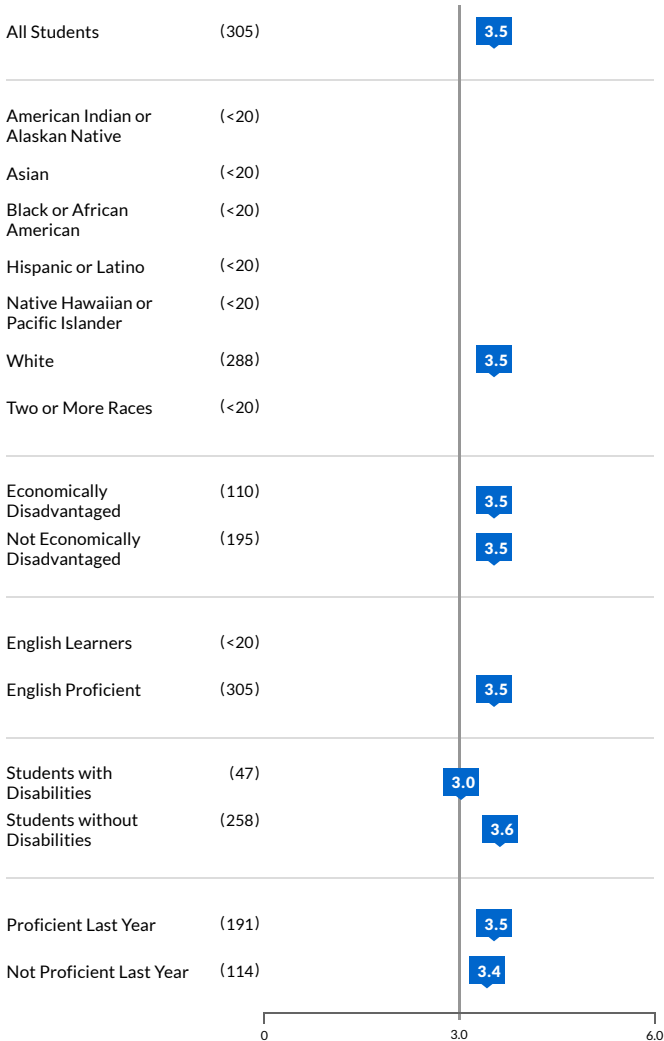 All Students (305) 3.5
American Indian or (<20)
Alaskan Native
Asian (<20)
Black or African (<20)
American
Hispanic or Latino (<20)
Native Hawaiian or (<20)
Pacific Islander
White (288) 3.5
Two or More Races (<20)
Economically (110) 3.5
Disadvantaged
Not Economically (195) 3.5
Disadvantaged
English Learners (<20)
English Proficient (305) 3.5
Students with (47) 3.0
Disabilities
Students without (258) 3.6
Disabilities
Proficient Last Year (191) 3.5
Not Proficient Last Year (114) 3.4
0 3.0 6.0